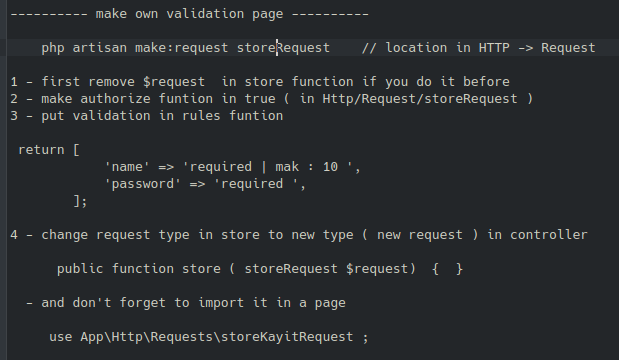 ---------- make own validation page ----------
php artisan make:request storeRequest    // location in HTTP -> Request
1 - first remove $request  in store function if you do it before
2 - make authorize funtion in true ( in Http/Request/storeRequest )
3 - put validation in rules funtion
return [
'name' => 'required | mak : 10 ',
'password' => 'required ',
];
4 - change request type in store to new type ( new request ) in controller
public function store ( storeRequest $request)  {  }
- and don't forget to import it in a page
use App\Http\Requests\storeKayitRequest ;